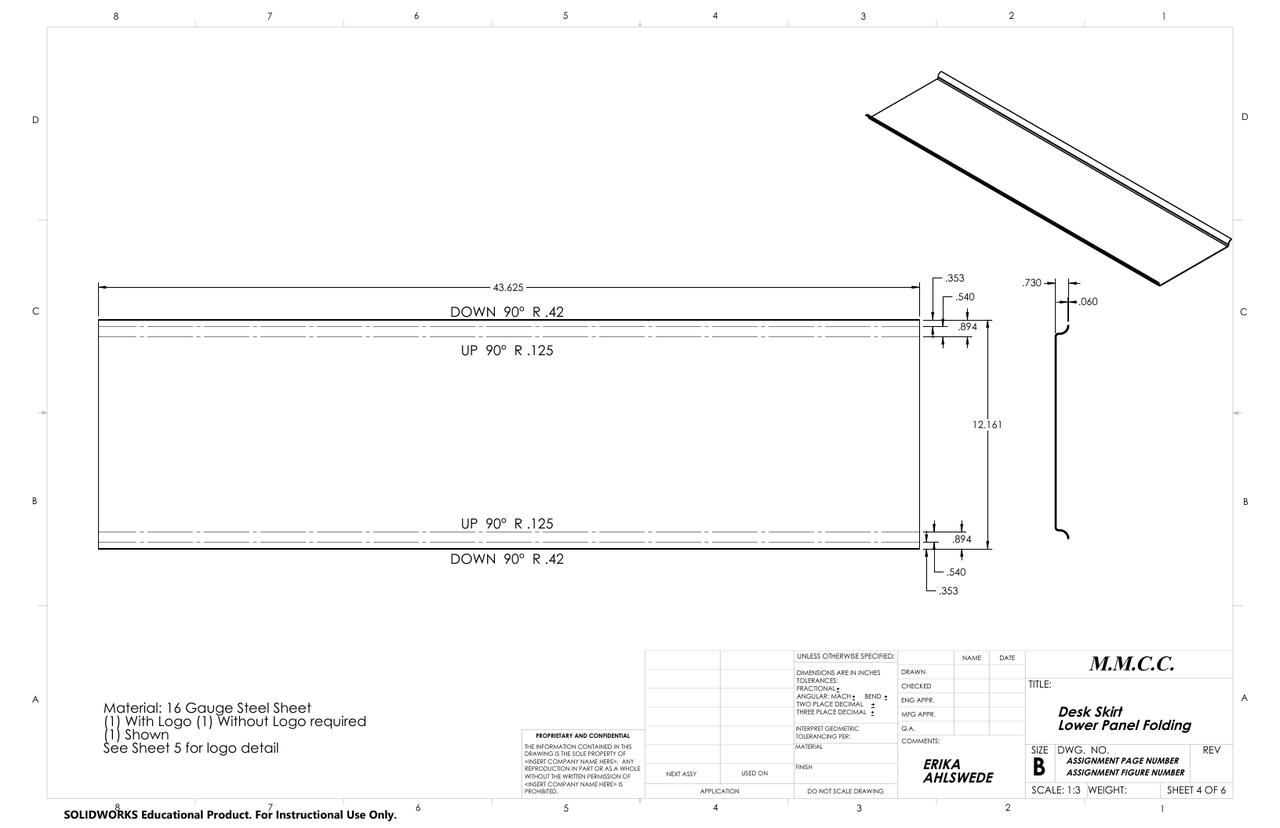 8 7 6 5 4 3 2 1
D D
.353
.730
43.625
.540
.060
C DOWN 90° R .42 C
.894
UP 90° R .125
12.161
B UP 90° R .125 B
.894
DOWN 90° R .42
.540
.353
A A
Material: 16 Gauge Steel Sheet
(1) With Logo (1) Without Logo required
(1) Shown
See Sheet 5 for logo detail
PROPRIETARY AND CONFIDENTIAL
THE INFORMATION CONTAINED IN THIS
DRAWING IS THE SOLE PROPERTY OF
<INSERT COMPANY NAME HERE>. ANY
REPRODUCTION IN PART OR AS A WHOLE
WITHOUT THE WRITTEN PERMISSION OF
<INSERT COMPANY NAME HERE> IS
PROHIBITED.
NEXT ASSY USED ON
APPLICATION
UNLESS OTHERWISE SPECIFIED:
DIMENSIONS ARE IN INCHES
TOLERANCES:
FRACTIONAL±
ANGULAR: MACH± BEND ±
TWO PLACE DECIMAL ±
THREE PLACE DECIMAL ±
INTERPRET GEOMETRIC
TOLERANCING PER:
MATERIAL
FINISH
DO NOT SCALE DRAWING
NAME DATE
DRAWN
CHECKED
ENG APPR.
MFG APPR.
Q.A.
COMMENTS:
ERIKA
AHLSWEDE
M.M.C.C.
TITLE:
Desk Skirt
Lower Panel Folding
SIZE DWG. NO. REV
B ASSIGNMENT PAGE NUMBER
ASSIGNMENT FIGURE NUMBER
SCALE: 1:3 WEIGHT: SHEET 4 OF 6
8 7 6 5 4 3 2 1
SOLIDWORKS Educational Product. For Instructional Use Only.